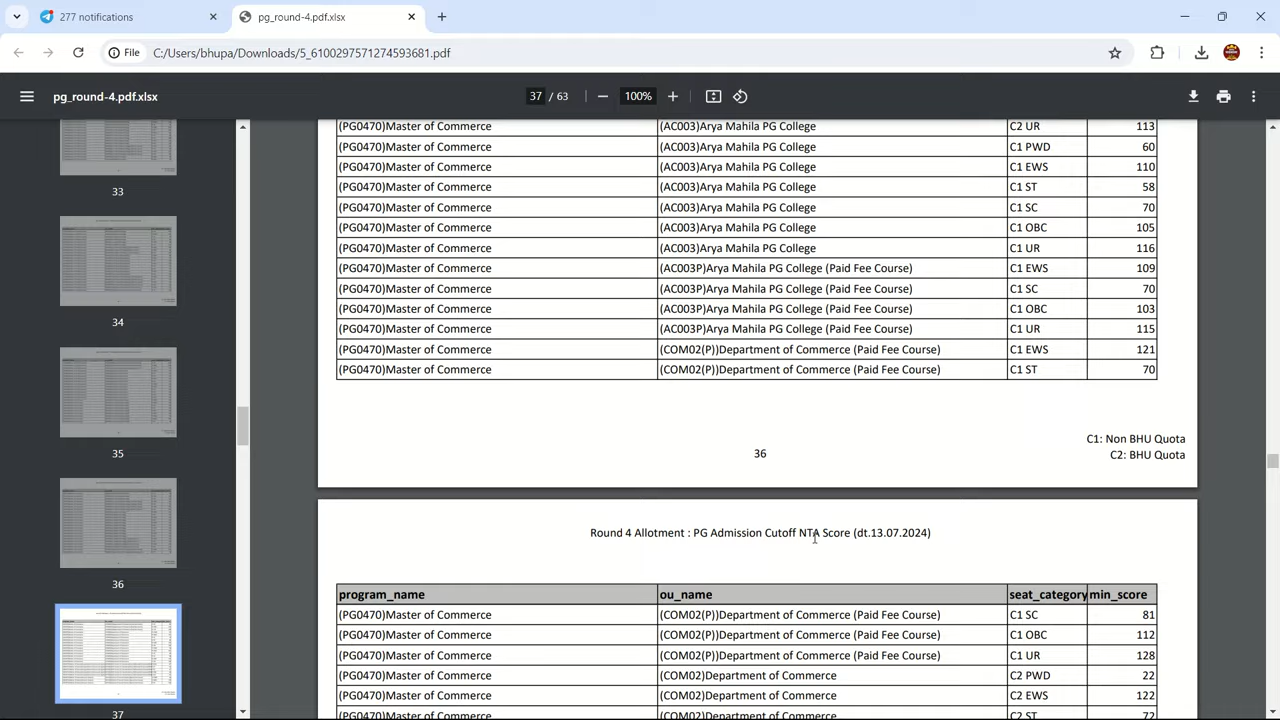 277 notifications
pg_round-4.pdf.xlsx
File
C:/Users/bhupa/Downloads/5_6100297571274593681.pdf
pg_round-4.pdf.xlsx
37 / 63
100%
33
34
35
36
37
(PG0470)Master of Commerce (AC003)Arya Mahila PG College C2 UR 113
(PG0470)Master of Commerce (AC003)Arya Mahila PG College C1 PWD 60
(PG0470)Master of Commerce (AC003)Arya Mahila PG College C1 EWS 110
(PG0470)Master of Commerce (AC003)Arya Mahila PG College C1 ST 58
(PG0470)Master of Commerce (AC003)Arya Mahila PG College C1 SC 70
(PG0470)Master of Commerce (AC003)Arya Mahila PG College C1 OBC 105
(PG0470)Master of Commerce (AC003)Arya Mahila PG College C1 UR 116
(PG0470)Master of Commerce (AC003P)Arya Mahila PG College (Paid Fee Course) C1 EWS 109
(PG0470)Master of Commerce (AC003P)Arya Mahila PG College (Paid Fee Course) C1 SC 70
(PG0470)Master of Commerce (AC003P)Arya Mahila PG College (Paid Fee Course) C1 OBC 103
(PG0470)Master of Commerce (AC003P)Arya Mahila PG College (Paid Fee Course) C1 UR 115
(PG0470)Master of Commerce (COM02(P))Department of Commerce (Paid Fee Course) C1 EWS 121
(PG0470)Master of Commerce (COM02(P))Department of Commerce (Paid Fee Course) C1 ST 70
C1: Non BHU Quota
36 C2: BHU Quota
Round 4 Allotment : PG Admission Cutoff NTA Score (dt.13.07.2024)
program_name ou_name seat_category min_score
(PG0470)Master of Commerce (COM02(P))Department of Commerce (Paid Fee Course) C1 SC 81
(PG0470)Master of Commerce (COM02(P))Department of Commerce (Paid Fee Course) C1 OBC 112
(PG0470)Master of Commerce (COM02(P))Department of Commerce (Paid Fee Course) C1 UR 128
(PG0470)Master of Commerce (COM02)Department of Commerce C2 PWD 22
(PG0470)Master of Commerce (COM02)Department of Commerce C2 EWS 122
(PG0470)Master of Commerce (COM02)Department of Commerce C2 ST 72